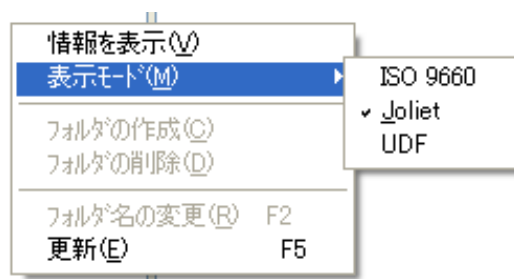 情報を表示(V)
表示ﾓｰﾄﾞ(M)
ISO 9660
Joliet
UDF
ﾌｫﾙﾀﾞの作成(C)
ﾌｫﾙﾀﾞの削除(D)
ﾌｫﾙﾀﾞ名の変更(R) F2
更新(E) F5